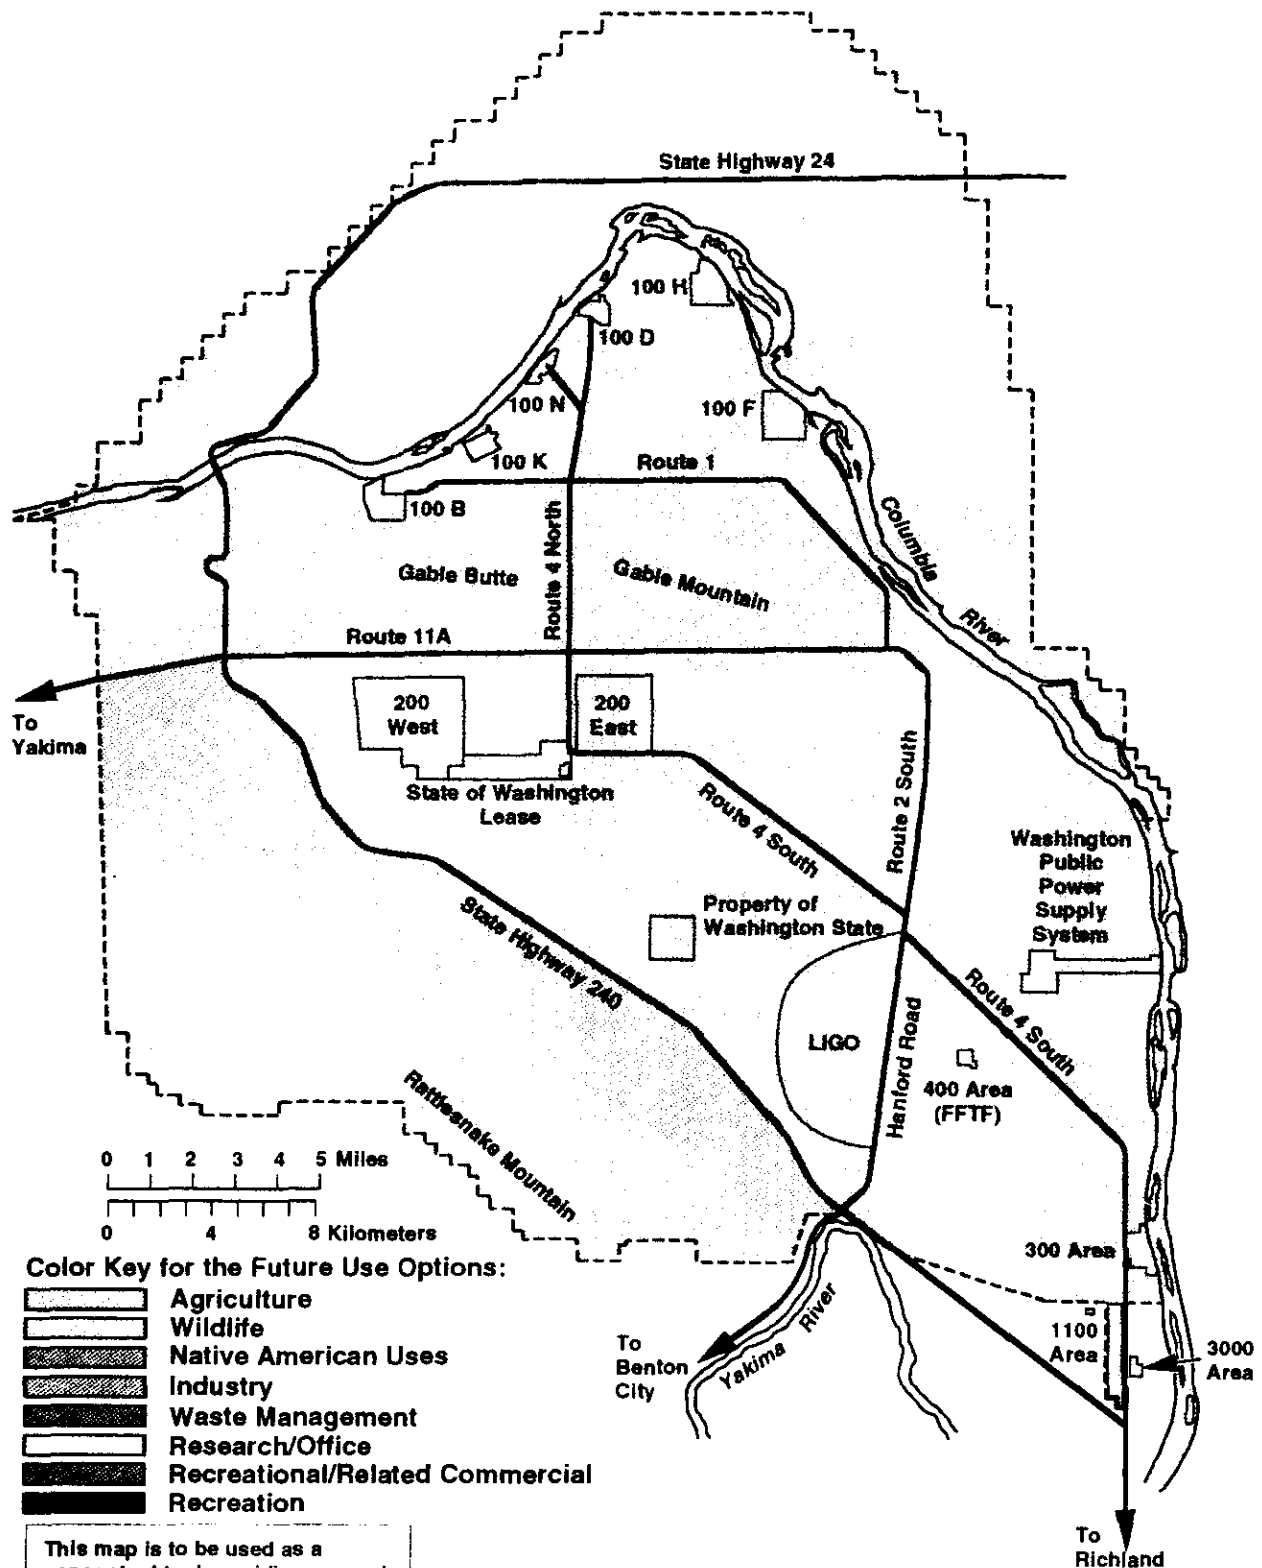 State Highway 24
100 H
100 D
100 N
100 F
100 K
Route 1
100 B
Columbia
River
Route 4 North
Gable Butte
Gable Mountain
Route 11A
To
Yakima
200
West
200
East
State of Washington
Lease
Route 4 South
Route 2 South
Washington
Public
Power
Supply
System
Property of
Washington State
State Highway 240
LIGO
Hanford Road
Route 4 South
400 Area
(FFTF)
Rattlesnake Mountain
0 1 2 3 4 5 Miles
0 4 8 Kilometers
300 Area
Color Key for the Future Use Options:
Agriculture
Wildlife
Native American Uses
Industry
Waste Management
Research/Office
Recreational/Related Commercial
Recreation
To
Benton
City
Yakima
River
1100
Area
3000
Area
To
Richland
This map is to be used as a